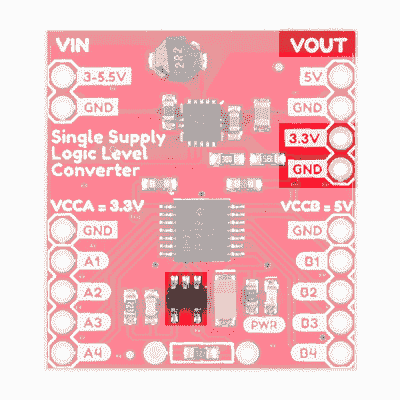 VIN
VOUT
2R2
3-5.5V
5V
GND
GND
3.3V
GND
Single Supply
Logic Level
Converter
VCCA = 3.3V
VCCB = 5V
GND
GND
A1
B1
A2
B2
A3
B3
PWR
A4
B4